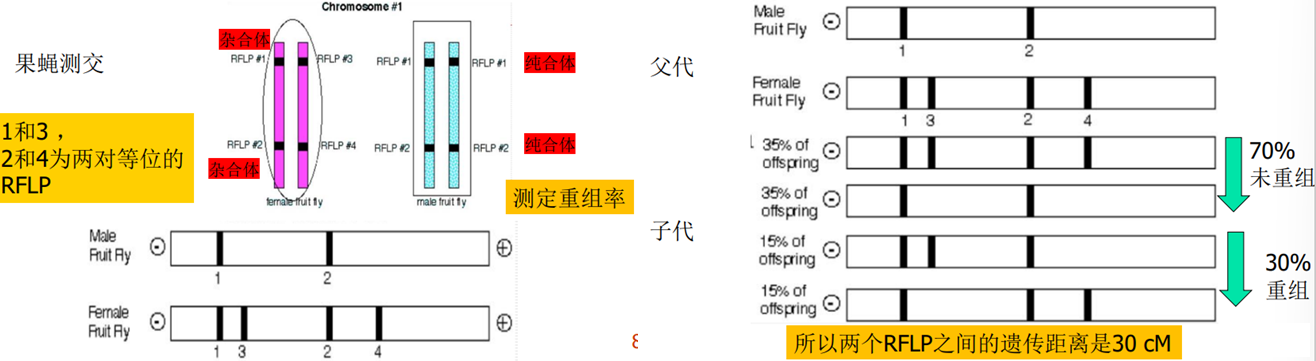 Chromosome #1
果蝇测交
杂合体
RFLP #1
RFLP #3
RFLP #1
RFLP #1
纯合体
1和3，
2和4为两对等位的
RFLP
RFLP #2
RFLP #4
RFLP #2
RFLP #2
纯合体
杂合体
female fruit fly
male fruit fly
测定重组率
Male
Fruit Fly
-
+
1
2
Female
Fruit Fly
-
+
1
3
2
4
8
父代
子代
Male
Fruit Fly
-
1
2
Female
Fruit Fly
-
1
3
2
4
35% of
offspring
-
35% of
offspring
-
70%
未重组
15% of
offspring
-
15% of
offspring
-
30%
重组
所以两个RFLP之间的遗传距离是30 cM